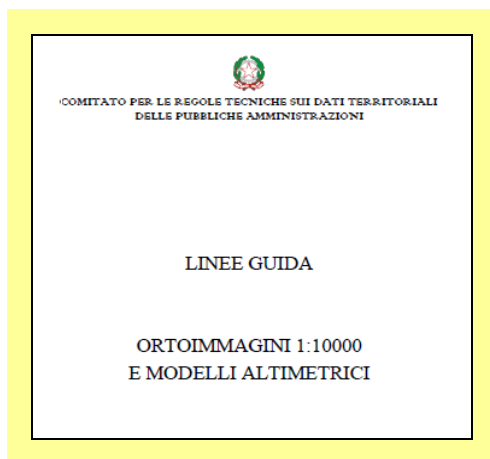 COMITATO PER LE REGOLE TECNICHE SUI DATI TERRITORIALI
DELLE PUBBLICHE AMMINISTRAZIONI
LINEE GUIDA
ORTOIMMAGINI 1:10000
E MODELLI ALTIMETRICI